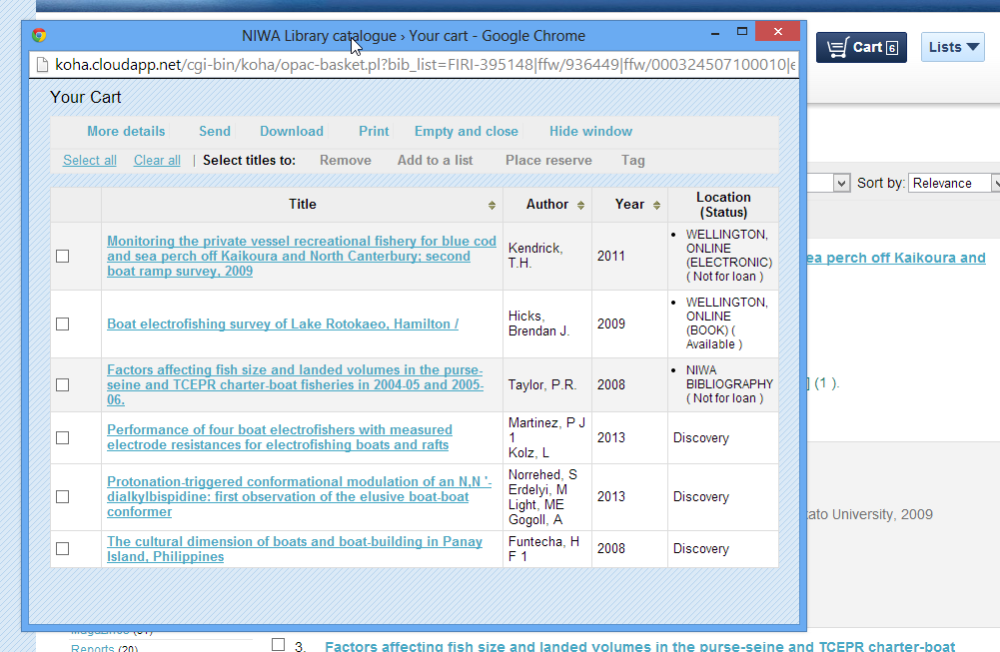 NIWA Library catalogue › Your cart - Google Chrome
koha.cloudapp.net/cgi-bin/koha/opac-basket.pl?bib_list=FIRI-395148|ffw/936449|ffw/000324507100010|e
Your Cart
More details Send Download Print Empty and close Hide window
Select all Clear all | Select titles to: Remove Add to a list Place reserve Tag
Title Author Year Location
(Status)
Monitoring the private vessel recreational fishery for blue cod
and sea perch off Kaikoura and North Canterbury; second
boat ramp survey, 2009
Kendrick,
T.H.
2011
WELLINGTON,
ONLINE
(ELECTRONIC)
( Not for loan )
Boat electrofishing survey of Lake Rotokaeo, Hamilton /
Hicks,
Brendan J.
2009
WELLINGTON,
ONLINE
(BOOK) (
Available )
Factors affecting fish size and landed volumes in the purse-
seine and TCEPR charter-boat fisheries in 2004-05 and 2005-
06.
Taylor, P.R.
2008
NIWA
BIBLIOGRAPHY
( Not for loan )
Performance of four boat electrofishers with measured
electrode resistances for electrofishing boats and rafts
Martinez, P J
1
Kolz, L
2013
Discovery
Protonation-triggered conformational modulation of an N,N '-
dialkylbispidine: first observation of the elusive boat-boat
conformer
Norrehed, S
Erdelyi, M
Light, ME
Gogoll, A
2013
Discovery
The cultural dimension of boats and boat-building in Panay
Island, Philippines
Funtecha, H
F 1
2008
Discovery
Cart 6
Lists
Sort by: Relevance
ea perch off Kaikoura and
] (1 ).
ato University, 2009
Reports (20)
3. Factors affecting fish size and landed volumes in the purse-seine and TCEPR charter-boat